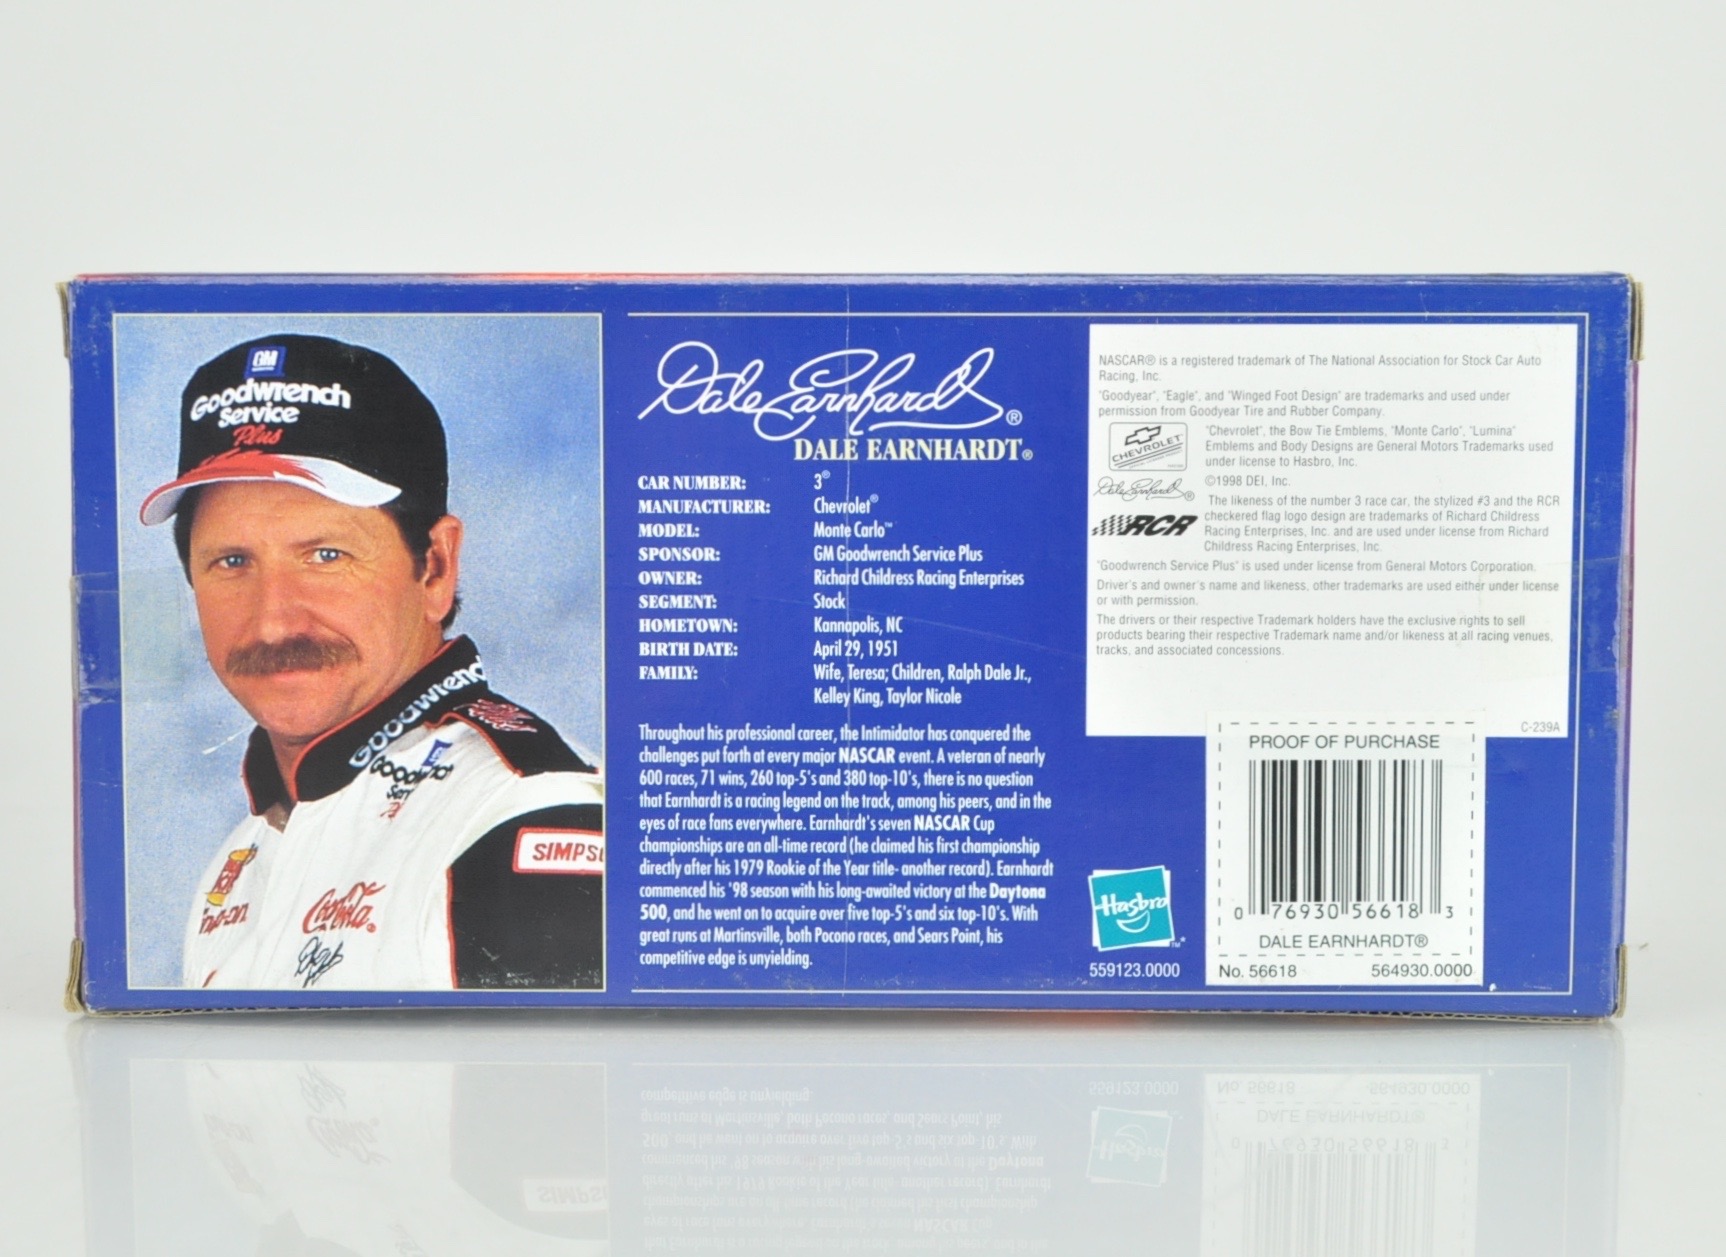 GM
Goodwrench
Service
Plus
Goodwrench
SIMPSO
Coca-Cola
Dale Earnhardt®
DALE EARNHARDT®
CAR NUMBER: 3®
MANUFACTURER: Chevrolet®
MODEL: Monte Carlo™
SPONSOR: GM Goodwrench Service Plus
OWNER: Richard Childress Racing Enterprises
SEGMENT: Stock
HOMETOWN: Kannapolis, NC
BIRTH DATE: April 29, 1951
FAMILY: Wife, Teresa; Children, Ralph Dale Jr.,
Kelley King, Taylor Nicole
Throughout his professional career, the Intimidator has conquered the
challenges put forth at every major NASCAR event. A veteran of nearly
600 races, 71 wins, 260 top-5's and 380 top-10's, there is no question
that Earnhardt is a racing legend on the track, among his peers, and in the
eyes of race fans everywhere. Earnhardt's seven NASCAR Cup
championships are an all-time record (he claimed his first championship
directly after his 1979 Rookie of the Year title- another record). Earnhardt
commenced his '98 season with his long-awaited victory at the Daytona
500, and he went on to acquire over five top-5's and six top-10's. With
great runs at Martinsville, both Pocono races, and Sears Point, his
competitive edge is unyielding.
NASCAR® is a registered trademark of The National Association for Stock Car Auto
Racing, Inc.
"Goodyear", "Eagle", and "Winged Foot Design" are trademarks and used under
permission from Goodyear Tire and Rubber Company.
CHEVROLET
"Chevrolet", the Bow Tie Emblems, "Monte Carlo", "Lumina"
Emblems and Body Designs are General Motors Trademarks used
under license to Hasbro, Inc.
Dale Earnhardt®
©1998 DEI, Inc.
RCR
The likeness of the number 3 race car, the stylized #3 and the RCR
checkered flag logo design are trademarks of Richard Childress
Racing Enterprises, Inc. and are used under license from Richard
Childress Racing Enterprises, Inc.
"Goodwrench Service Plus" is used under license from General Motors Corporation.
Driver's and owner's name and likeness, other trademarks are used either under license
or with permission.
The drivers or their respective Trademark holders have the exclusive rights to sell
products bearing their respective Trademark name and/or likeness at all racing venues,
tracks, and associated concessions.
C-239A
Hasbro™
559123.0000
PROOF OF PURCHASE
0 76930 56618 3
DALE EARNHARDT®
No. 56618 564930.0000